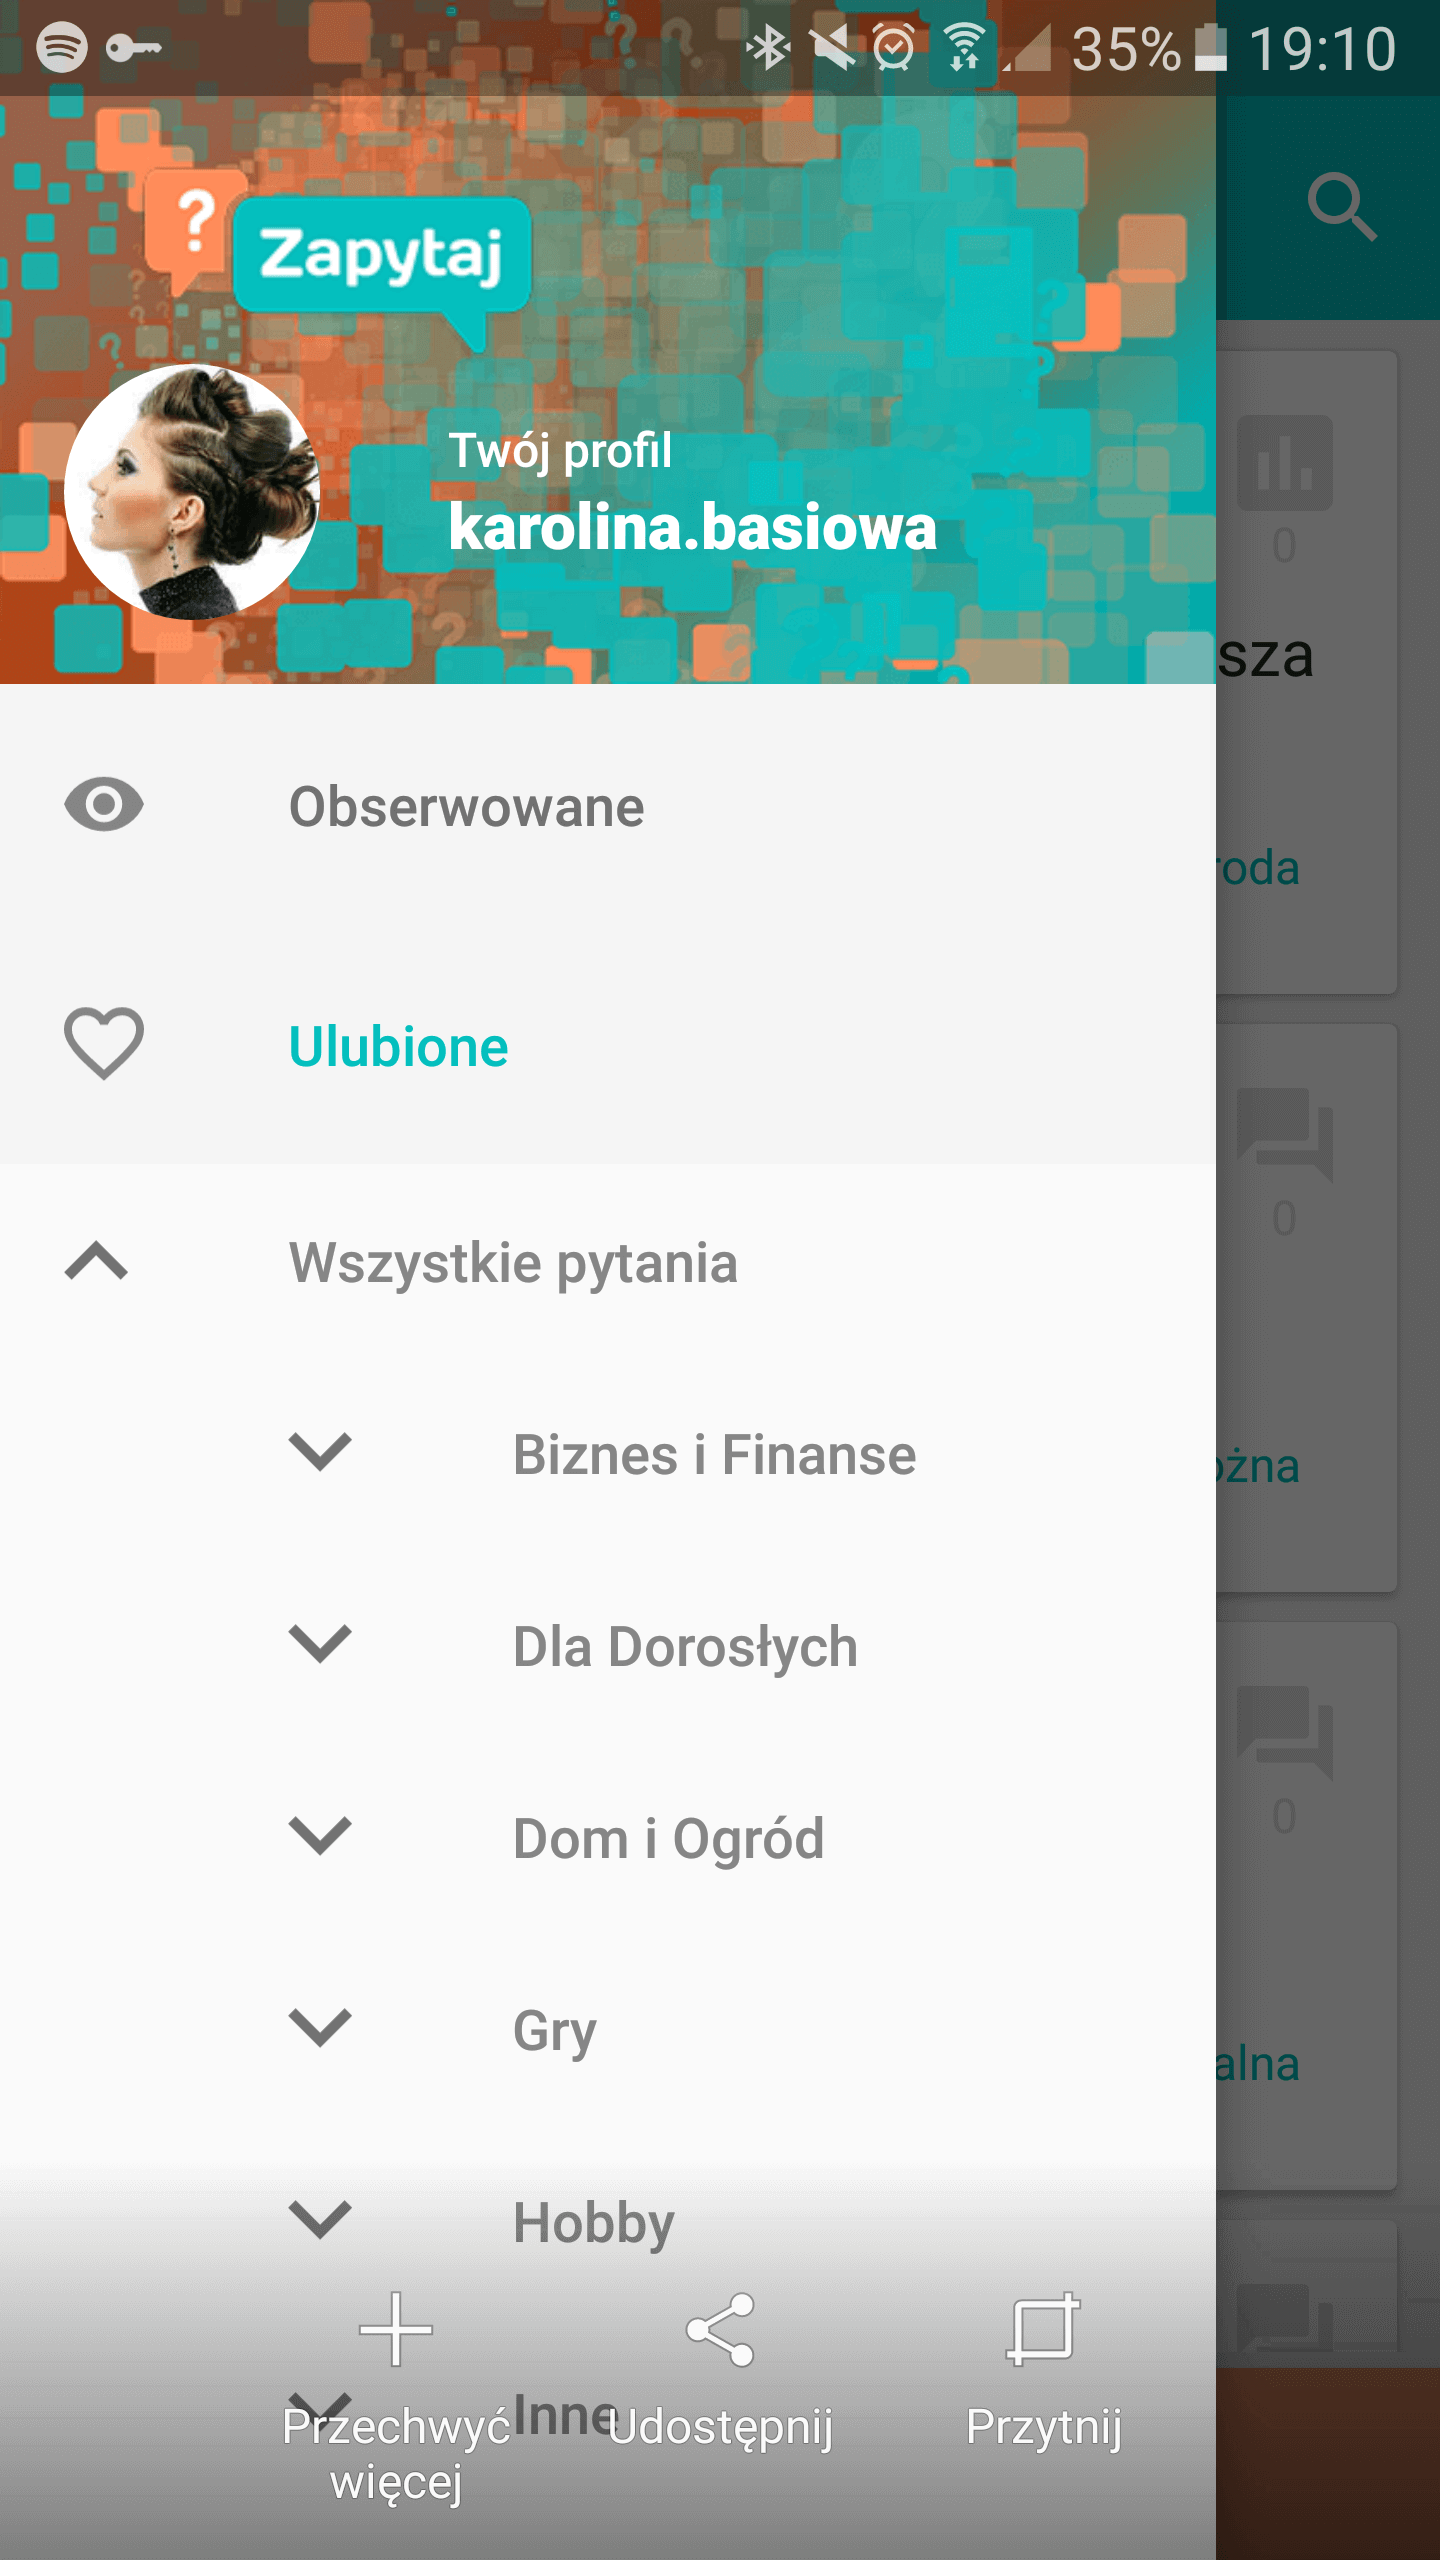 35% 19:10
? Zapytaj
Twój profil
karolina.basiowa
0
sza
Obserwowane
roda
Ulubione
0
Wszystkie pytania
Biznes i Finanse
żna
Dla Dorosłych
0
Dom i Ogród
Gry
alna
Hobby
Inne
Przechwyć
więcej
Udostępnij
Przytnij